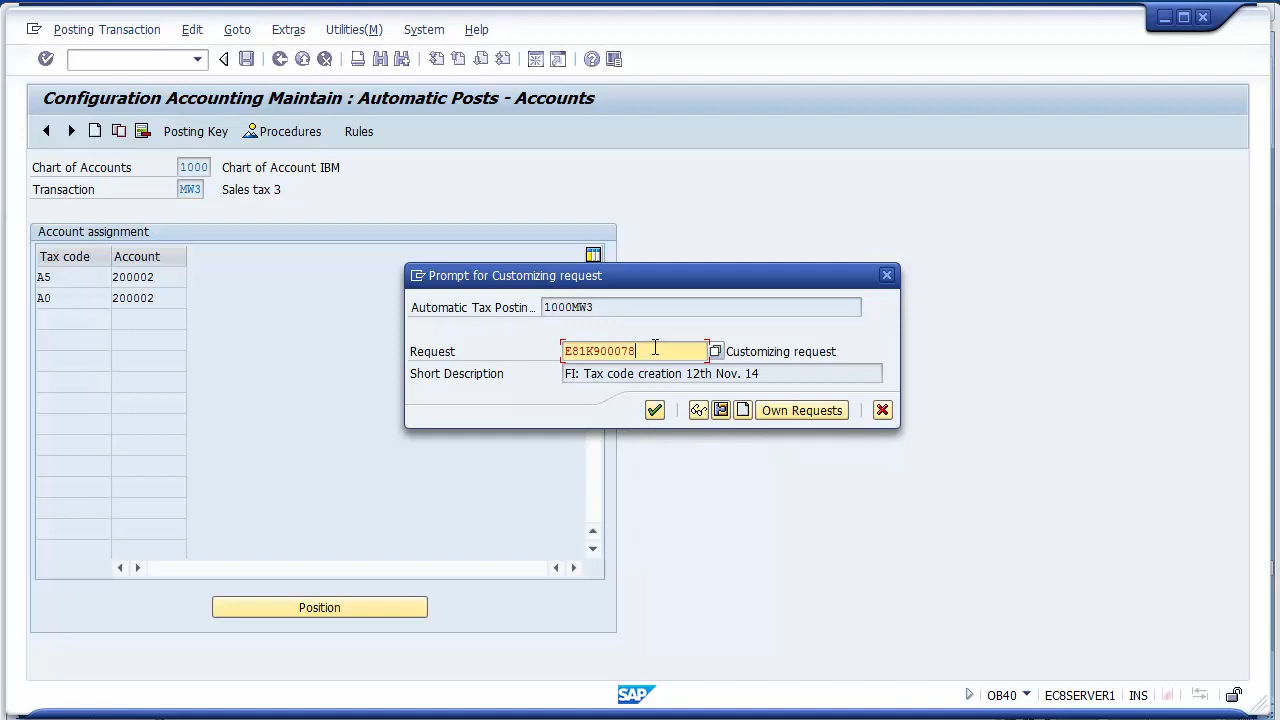 Posting Transaction Edit Goto Extras Utilities(M) System Help
Configuration Accounting Maintain : Automatic Posts - Accounts
Posting Key Procedures Rules
Chart of Accounts 1000 Chart of Account IBM
Transaction MW3 Sales tax 3
Account assignment
Tax code Account
A5 200002
A0 200002
Prompt for Customizing request
Automatic Tax Postin... 1000MW3
Request E81K900078 Customizing request
Short Description FI: Tax code creation 12th Nov. 14
Own Requests
Position
SAP OB40 ECBSERVER1 INS